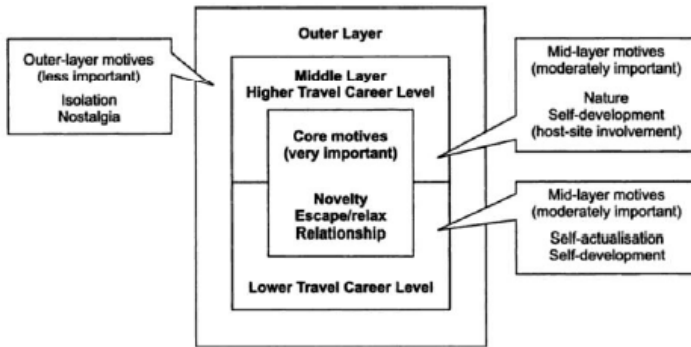 Outer Layer
Outer-layer motives
(less important)
Isolation
Nostalgia
Middle Layer
Higher Travel Career Level
Core motives
(very important)
Novelty
Escape/relax
Relationship
Lower Travel Career Level
Mid-layer motives
(moderately important)
Nature
Self-development
(host-site involvement)
Mid-layer motives
(moderately important)
Self-actualisation
Self-development